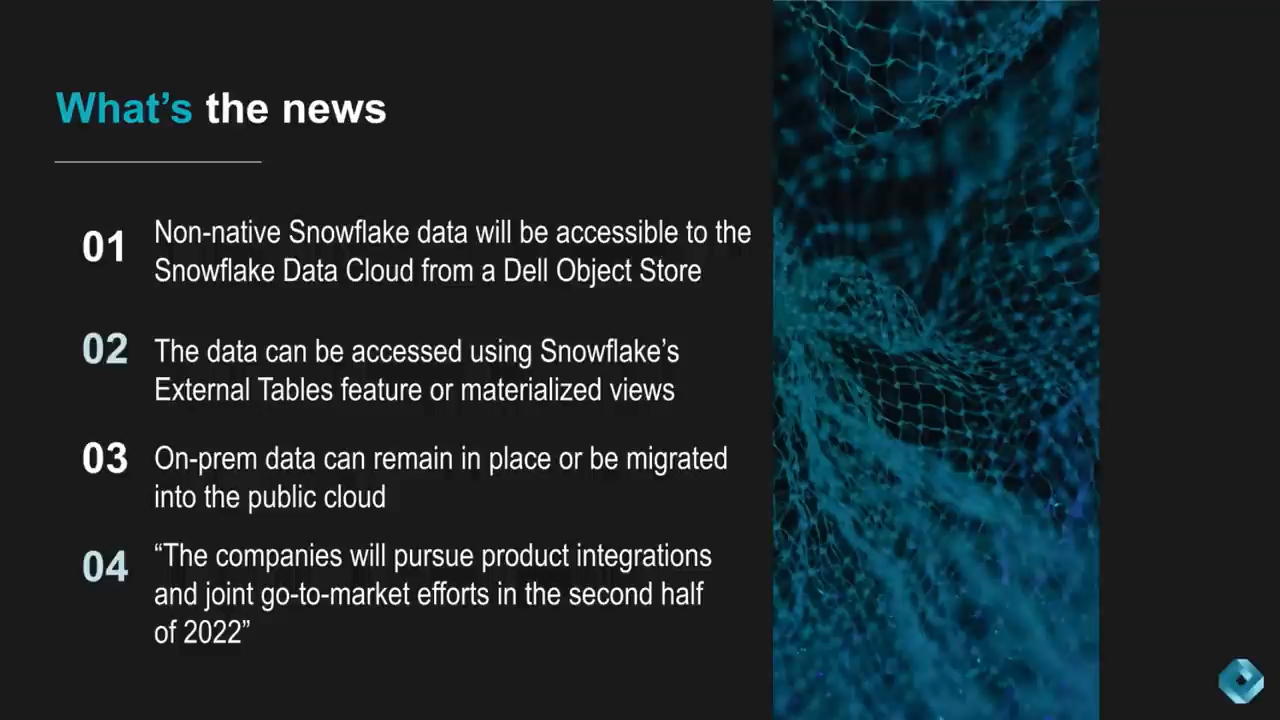 What’s the news
01
Non-native Snowflake data will be accessible to the
Snowflake Data Cloud from a Dell Object Store
02
The data can be accessed using Snowflake’s
External Tables feature or materialized views
03
On-prem data can remain in place or be migrated
into the public cloud
04
“The companies will pursue product integrations
and joint go-to-market efforts in the second half
of 2022”